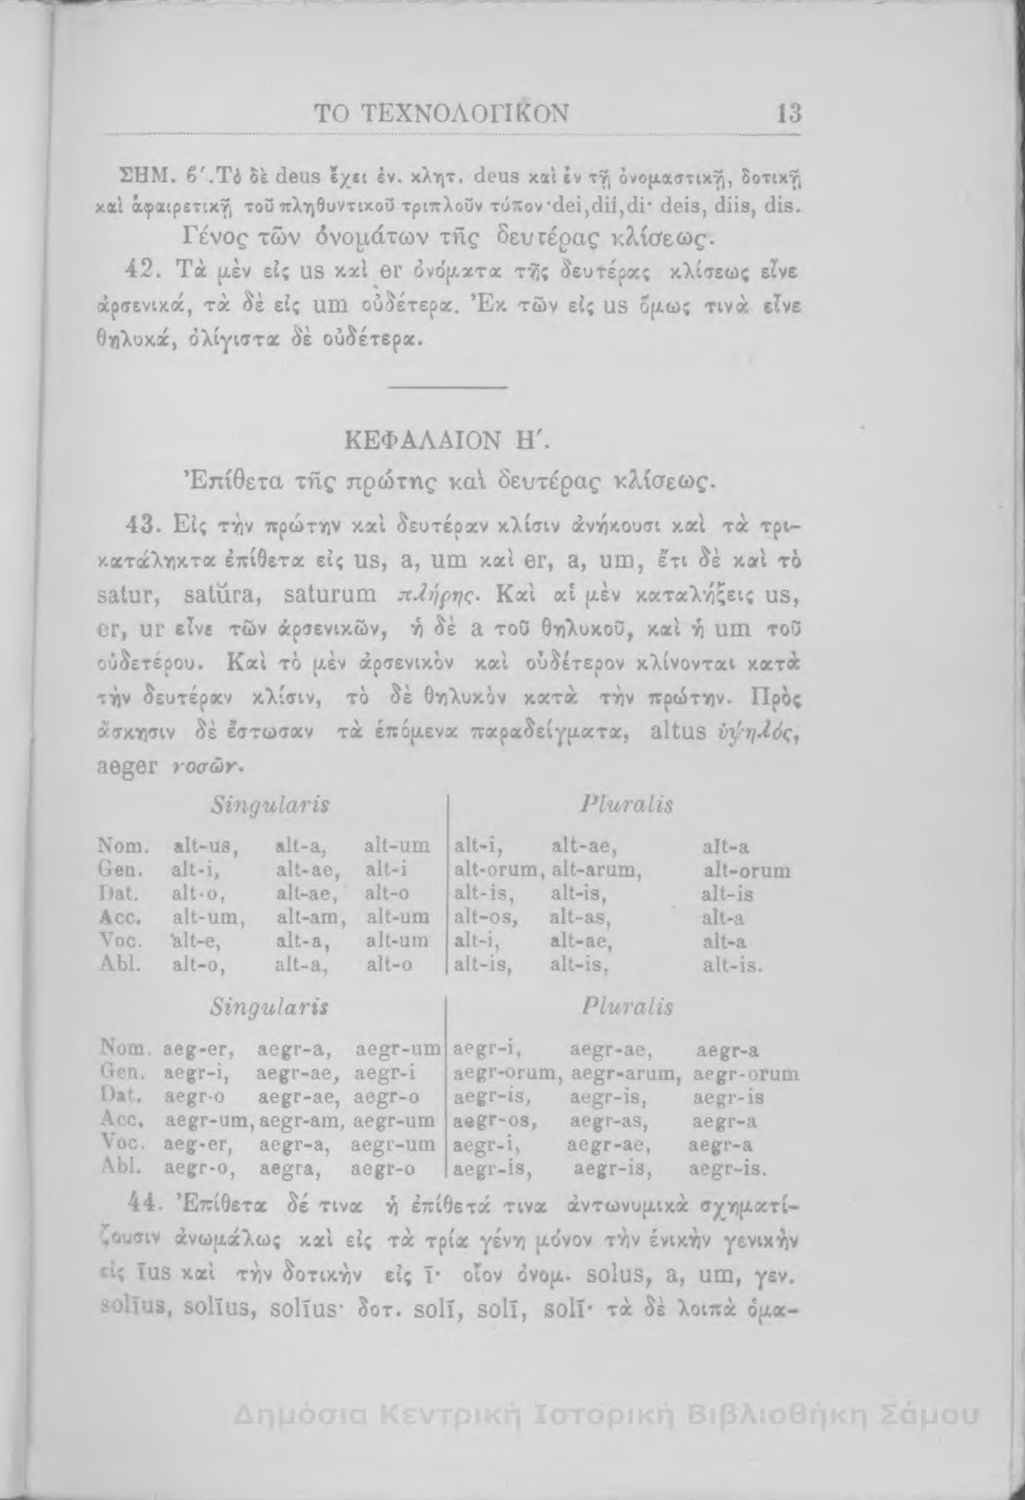 ΤΟ ΤΕΧΝΟΛΟΓΙΚΟΝ 13
ΣΗΜ. β΄. Τὸ δὲ deus ἔχει ἑν. κλητ. deus καὶ ἐν τῇ ὀνομαστικῇ, δοτικῇ
καὶ ἀφαιρετικῇ τοῦ πληθυντικοῦ τριπλοῦν τύπον· dei, dii, di· deis, diis, dis.
Γένος τῶν ὀνομάτων τῆς δευτέρας κλίσεως.
42. Τὰ μὲν εἰς us καὶ er ὀνόματα τῆς δευτέρας κλίσεως εἶνε
ἀρσενικά, τὰ δὲ εἰς um οὐδέτερα. Ἐκ τῶν εἰς us ὅμως τινὰ εἶνε
θηλυκά, ὀλίγιστα δὲ οὐδέτερα.
ΚΕΦΑΛΑΙΟΝ Η΄.
Ἐπίθετα τῆς πρώτης καὶ δευτέρας κλίσεως.
43. Εἰς τὴν πρώτην καὶ δευτέραν κλίσιν ἀνήκουσι καὶ τὰ τρι-
κατάληκτα ἐπίθετα εἰς us, a, um καὶ er, a, um, ἔτι δὲ καὶ τὸ
satur, satŭra, saturum πλήρης. Καὶ αἱ μὲν καταλήξεις us,
er, ur εἶνε τῶν ἀρσενικῶν, ἡ δὲ a τοῦ θηλυκοῦ, καὶ ἡ um τοῦ
οὐδετέρου. Καὶ τὸ μὲν ἀρσενικὸν καὶ οὐδέτερον κλίνονται κατὰ
τὴν δευτέραν κλίσιν, τὸ δὲ θηλυκὸν κατὰ τὴν πρώτην. Πρὸς
ἄσκησιν δὲ ἔστωσαν τὰ ἑπόμενα παραδείγματα, altus ὑψηλός,
aeger νοσῶν.
Singularis Pluralis
Nom. alt-us, alt-a, alt-um alt-i, alt-ae, alt-a
Gen. alt-i, alt-ae, alt-i alt-orum, alt-arum, alt-orum
Dat. alt-o, alt-ae, alt-o alt-is, alt-is, alt-is
Acc. alt-um, alt-am, alt-um alt-os, alt-as, alt-a
Voc. alt-e, alt-a, alt-um alt-i, alt-ae, alt-a
Abl. alt-o, alt-a, alt-o alt-is, alt-is, alt-is.
Singularis Pluralis
Nom. aeg-er, aegr-a, aegr-um aegr-i, aegr-ae, aegr-a
Gen. aegr-i, aegr-ae, aegr-i aegr-orum, aegr-arum, aegr-orum
Dat. aegr-o aegr-ae, aegr-o aegr-is, aegr-is, aegr-is
Acc. aegr-um, aegr-am, aegr-um aegr-os, aegr-as, aegr-a
Voc. aeg-er, aegr-a, aegr-um aegr-i, aegr-ae, aegr-a
Abl. aegr-o, aegra, aegr-o aegr-is, aegr-is, aegr-is.
44. Ἐπίθετα δέ τινα ἡ ἐπίθετά τινα ἀντωνυμικὰ σχηματί-
ζουσιν ἀνωμάλως καὶ εἰς τὰ τρία γένη μόνον τὴν ἑνικὴν γενικὴν
εἰς īus καὶ τὴν δοτικὴν εἰς ī· οἷον ὀνομ. solus, a, um, γεν.
solīus, solīus, solīus· δοτ. solī, solī, solī· τὰ δὲ λοιπὰ ὁμα-
Δημόσια Κεντρική Ιστορική Βιβλιοθήκη Σάμου